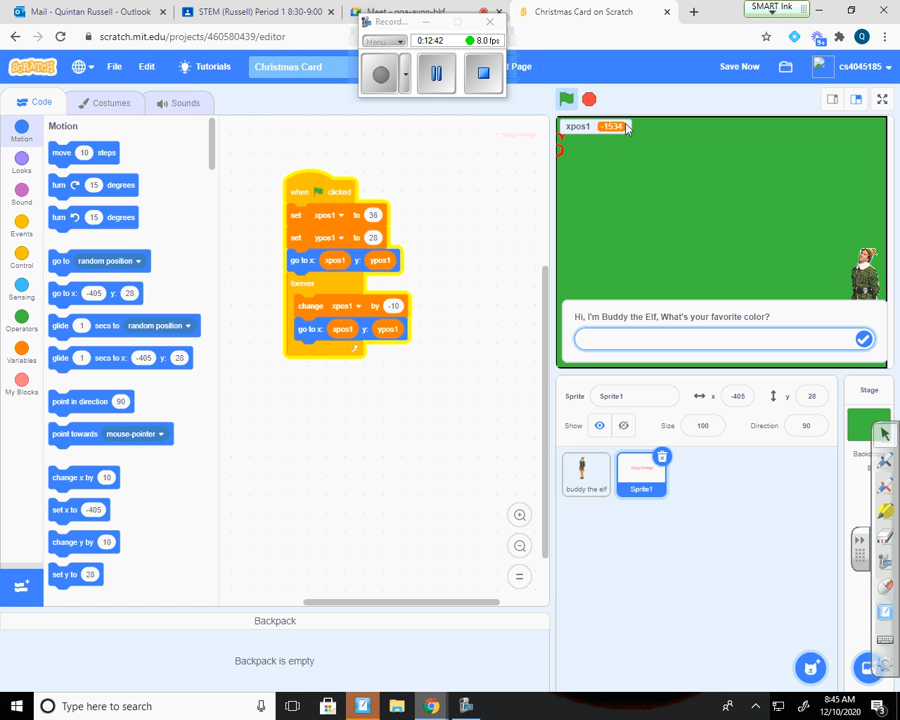 Mail - Quintan Russell - Outlook
STEM (Russell) Period 1 8:30-9:00
Christmas Card on Scratch
SMART Ink
Record...
Menu
0:12:42
8.0 fps
scratch.mit.edu/projects/460580439/editor
SCRATCH
File
Edit
Tutorials
Christmas Card
t Page
Save Now
cs4045185
Code
Costumes
Sounds
Motion
Motion
Looks
Sound
Events
Control
Sensing
Operators
Variables
My Blocks
move 10 steps
turn 15 degrees
turn 15 degrees
go to random position
go to x: -405 y: 28
glide 1 secs to random position
glide 1 secs to x: -405 y: 28
point in direction 90
point towards mouse-pointer
change x by 10
set x to -405
change y by 10
set y to 28
when clicked
set xpos1 to 36
set ypos1 to 28
go to x: xpos1 y: ypos1
forever
change xpos1 by -10
go to x: xpos1 y: ypos1
xpos1 -1534
Hi, I'm Buddy the Elf, What's your favorite color?
Sprite Sprite1 x -405 y 28
Show Size 100 Direction 90
buddy the elf
Sprite1
Stage
Backpack
Backpack is empty
Type here to search
8:45 AM
12/10/2020
3